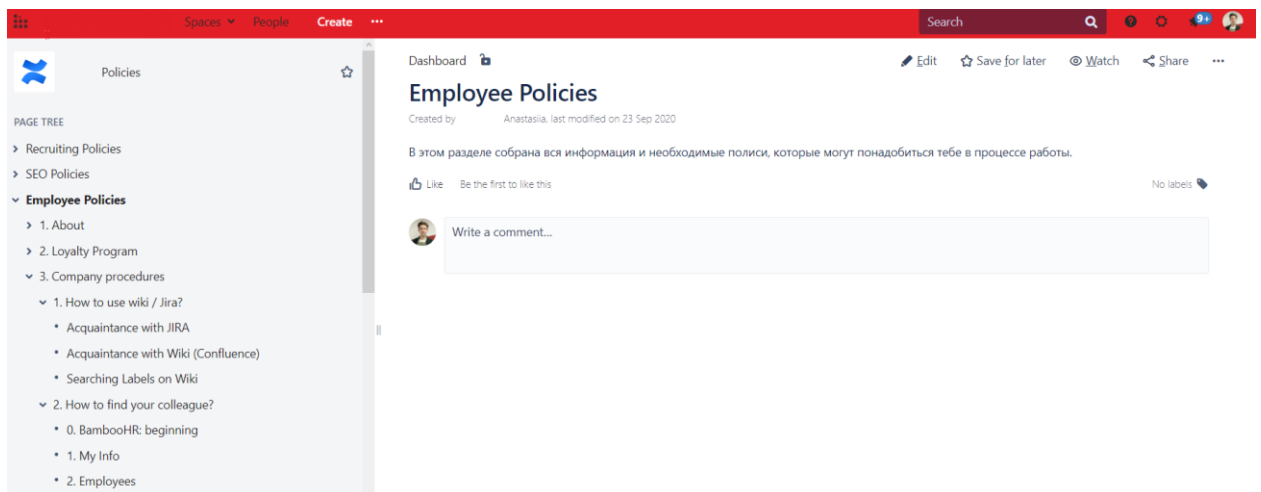 Spaces People Create ... Search 9+
Policies
PAGE TREE
Recruiting Policies
SEO Policies
Employee Policies
1. About
2. Loyalty Program
3. Company procedures
1. How to use wiki / Jira?
• Acquaintance with JIRA
• Acquaintance with Wiki (Confluence)
• Searching Labels on Wiki
2. How to find your colleague?
• 0. BambooHR: beginning
• 1. My Info
• 2. Employees
Dashboard Edit Save for later Watch Share ...
Employee Policies
Created by Anastasiia, last modified on 23 Sep 2020
В этом разделе собрана вся информация и необходимые полиси, которые могут понадобиться тебе в процессе работы.
Like Be the first to like this No labels
Write a comment...